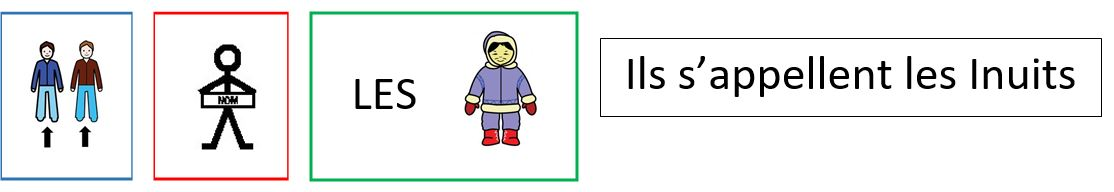 NOM
LES
Ils s’appellent les Inuits